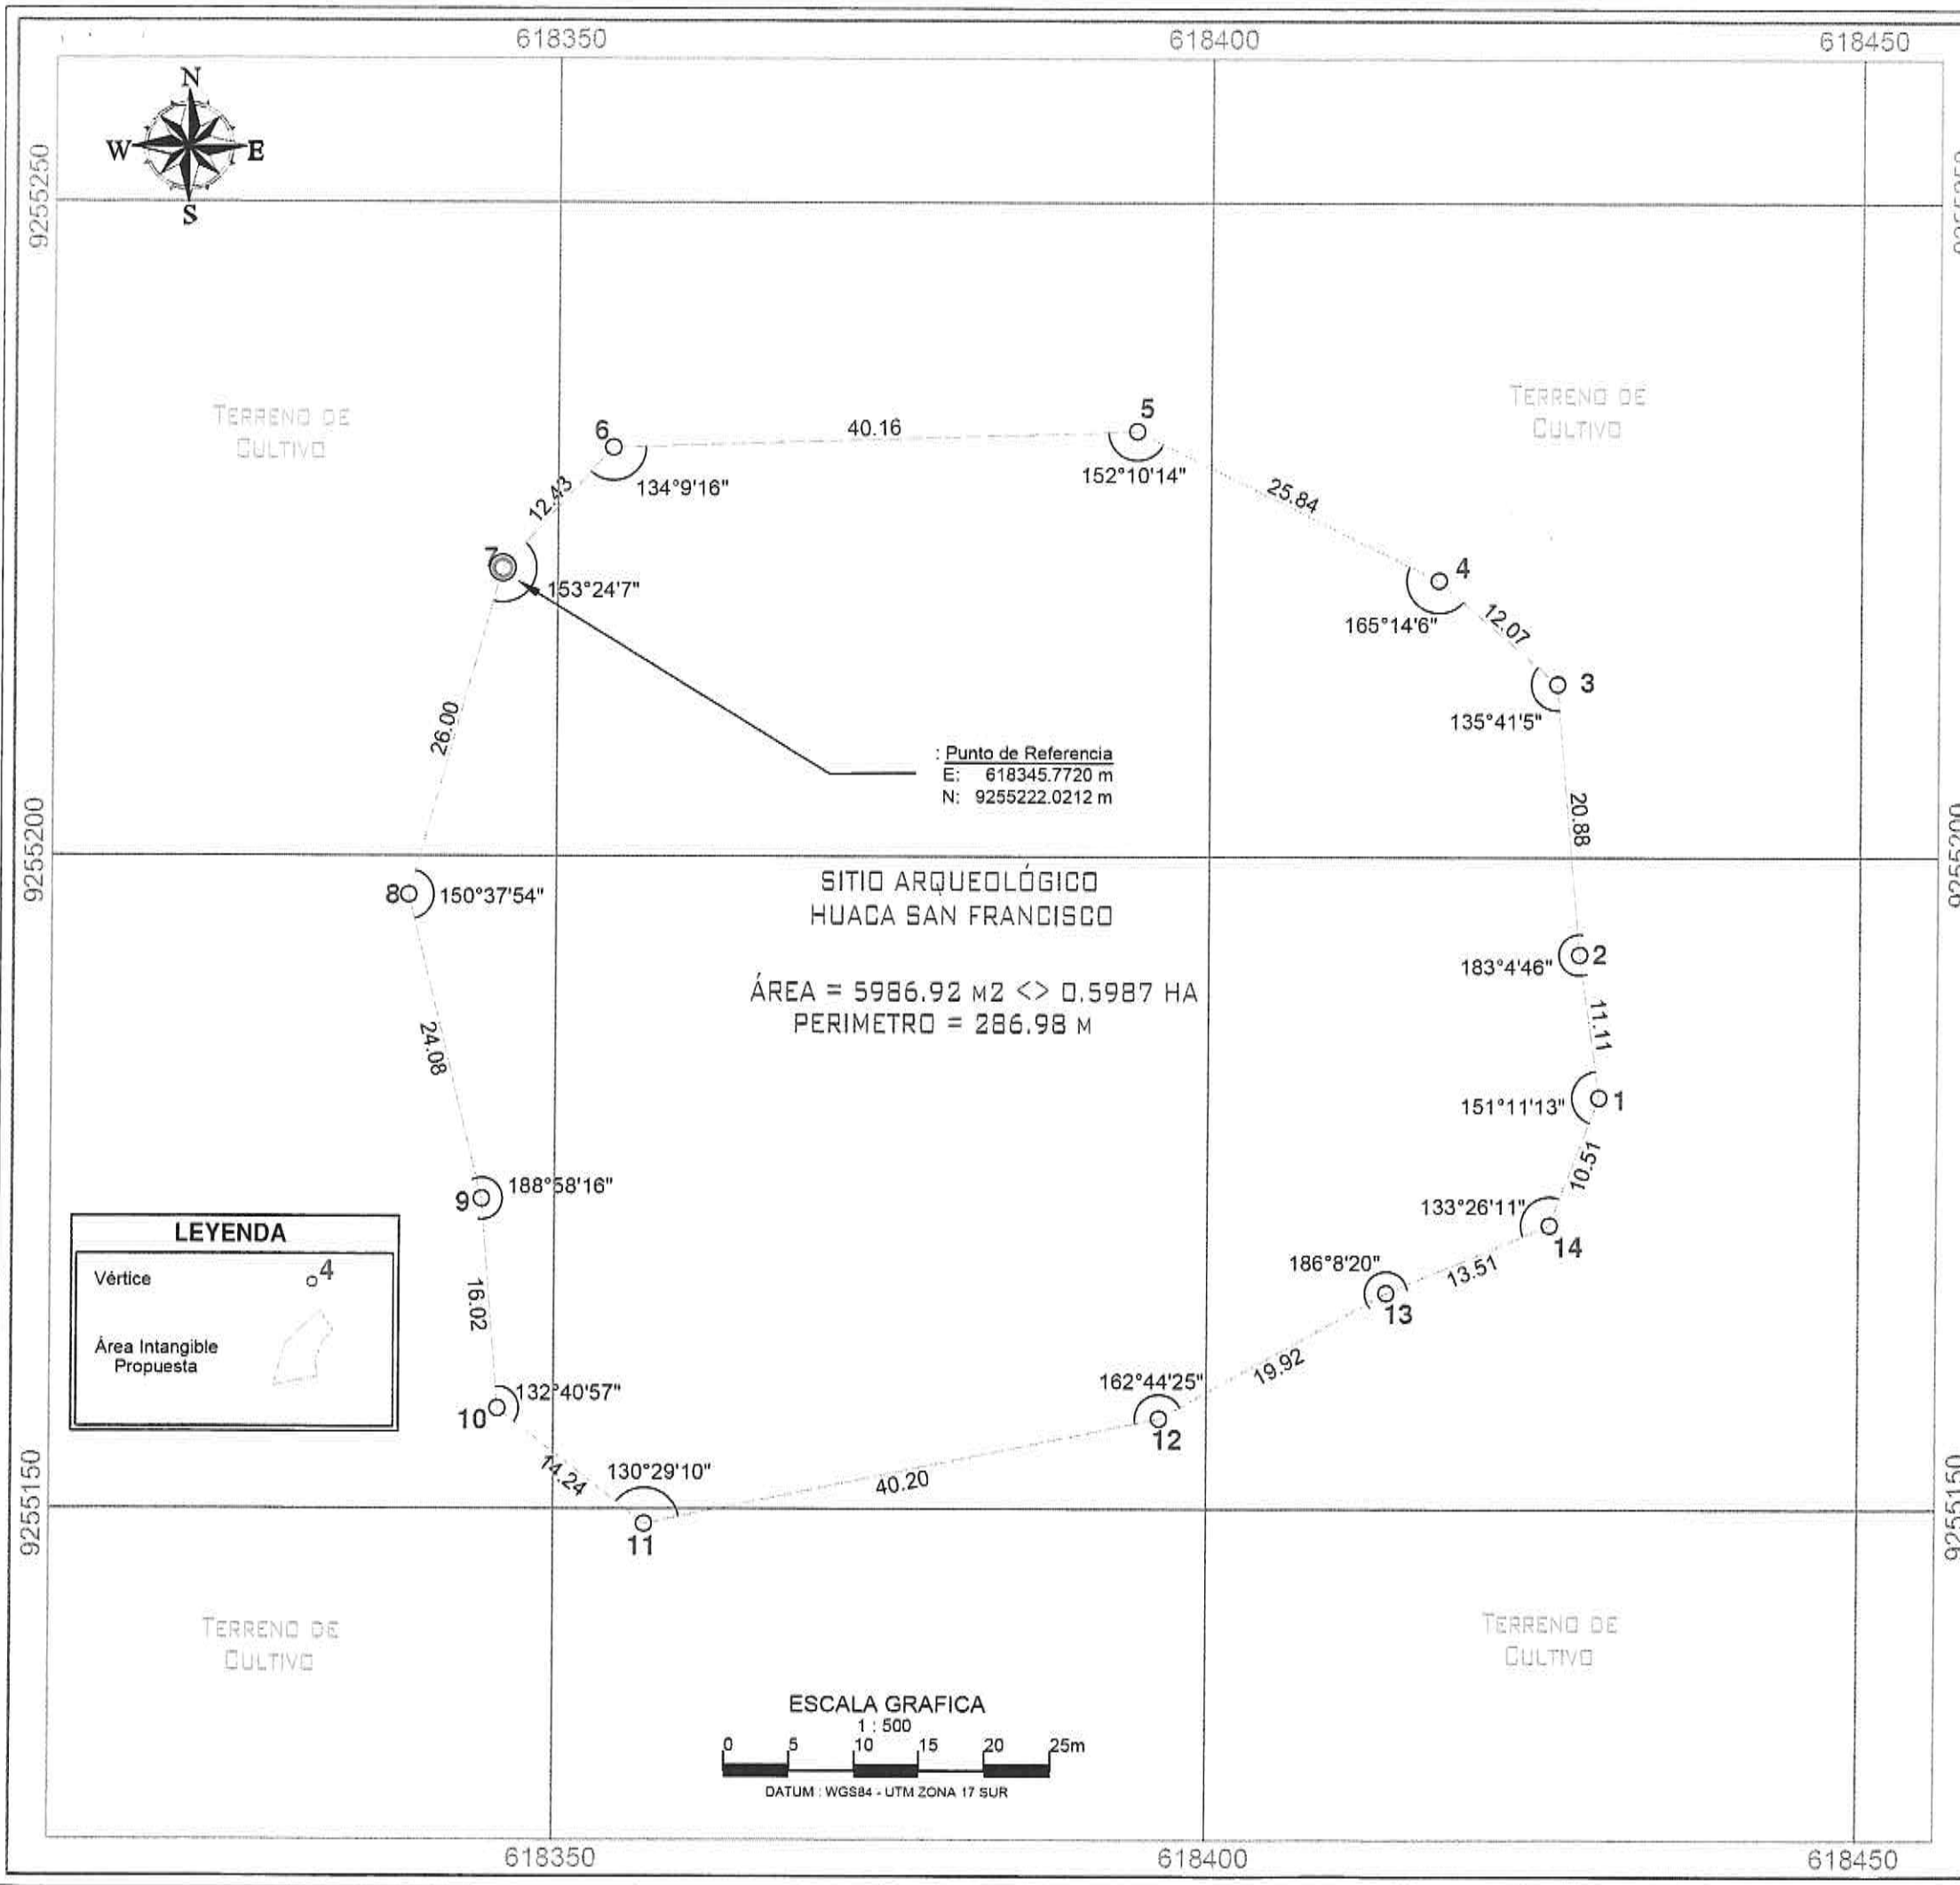 618350
618400
618450
N
W
E
S
9255250
TERRENO DE
CULTIVO
TERRENO DE
CULTIVO
6
40.16
5
134°9'16"
152°10'14"
12.43
25.84
7
153°24'7"
4
165°14'6"
12.07
3
135°41'5"
26.00
: Punto de Referencia
E: 618345.7720 m
N: 9255222.0212 m
20.88
9255200
9255200
8
150°37'54"
SITIO ARQUEOLÓGICO
HUACA SAN FRANCISCO
183°4'46"
2
ÁREA = 5986.92 M2 <> 0.5987 HA
PERIMETRO = 286.98 M
24.08
11.11
151°11'13"
1
10.51
9
188°58'16"
133°26'11"
14
LEYENDA
Vértice
4
Área Intangible
Propuesta
186°8'20"
13.51
13
16.02
19.92
132°40'57"
10
162°44'25"
12
14.24
130°29'10"
40.20
9255150
9255150
11
TERRENO DE
CULTIVO
TERRENO DE
CULTIVO
ESCALA GRAFICA
1 : 500
0 5 10 15 20 25m
DATUM : WGS84 - UTM ZONA 17 SUR
618350
618400
618450